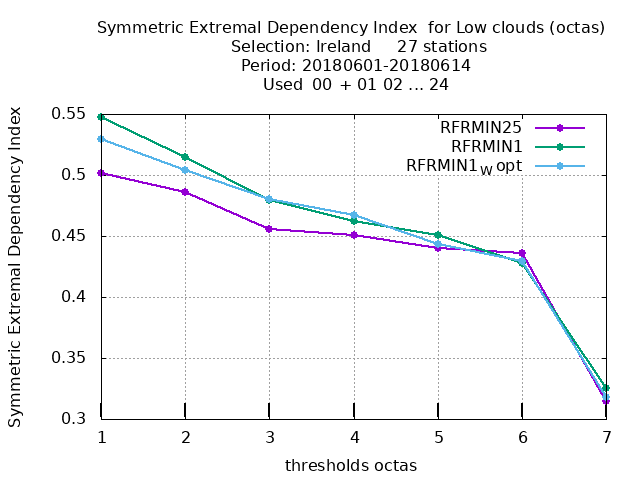 Symmetric Extremal Dependency Index  for Low clouds (octas)
Selection: Ireland     27 stations
Period: 20180601-20180614
Used  00  + 01 02 ... 24
Symmetric Extremal Dependency Index
0.55
0.5
0.45
0.4
0.35
0.3
RFRMIN25
RFRMIN1
RFRMIN1W opt
1 2 3 4 5 6 7
thresholds octas